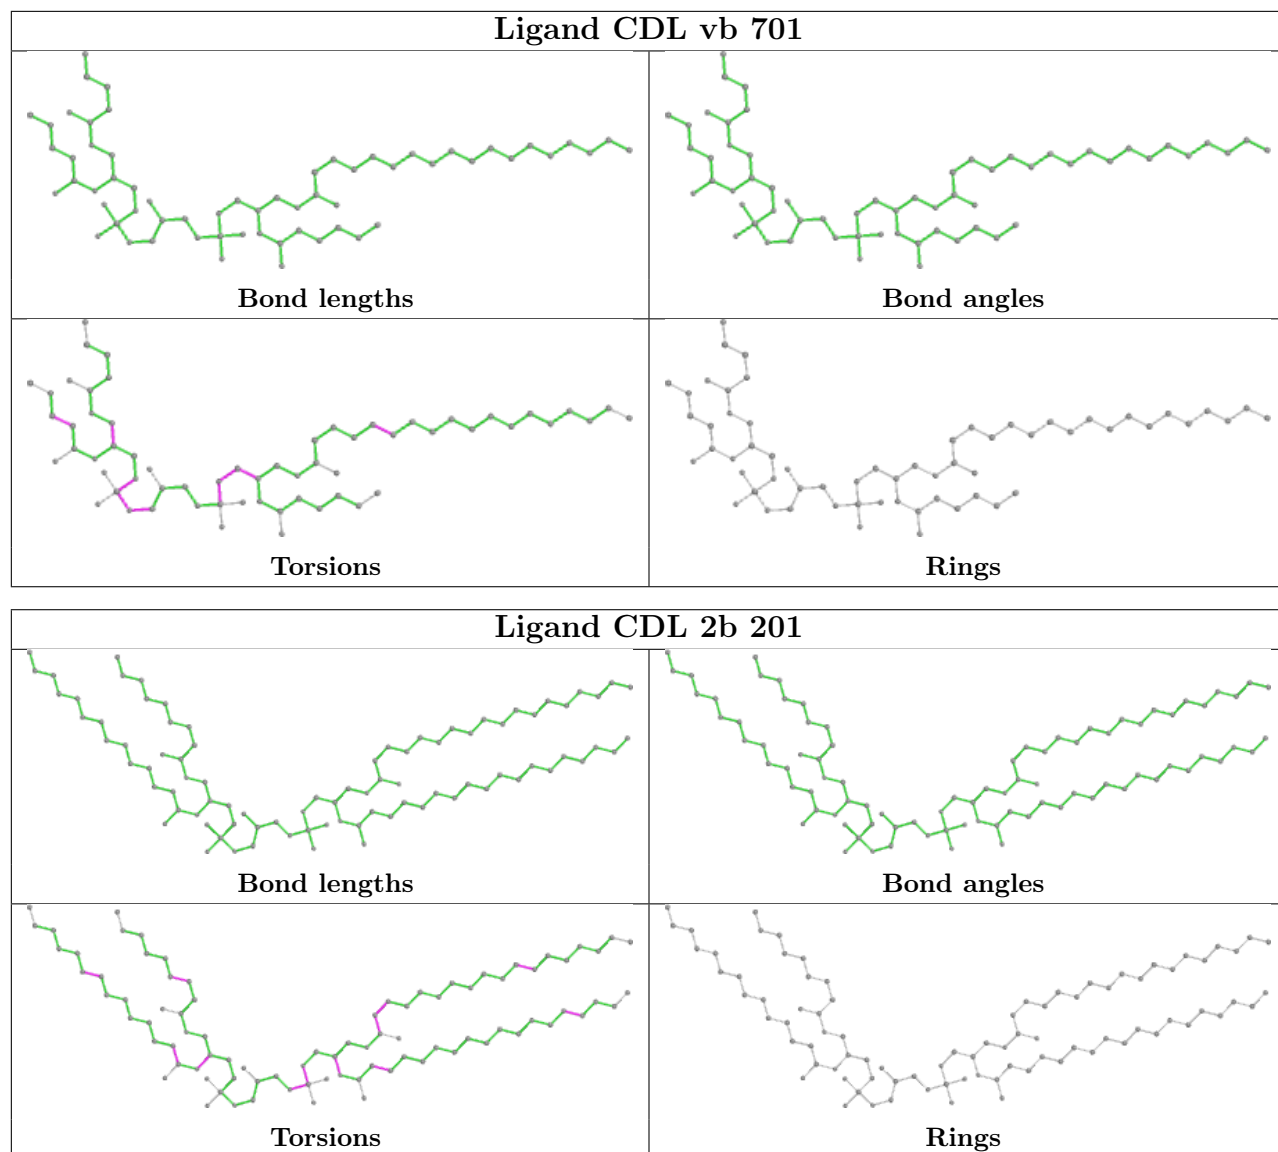 Ligand CDL vb 701
Bond lengths
Bond angles
Torsions
Rings
Ligand CDL 2b 201
Bond lengths
Bond angles
Torsions
Rings